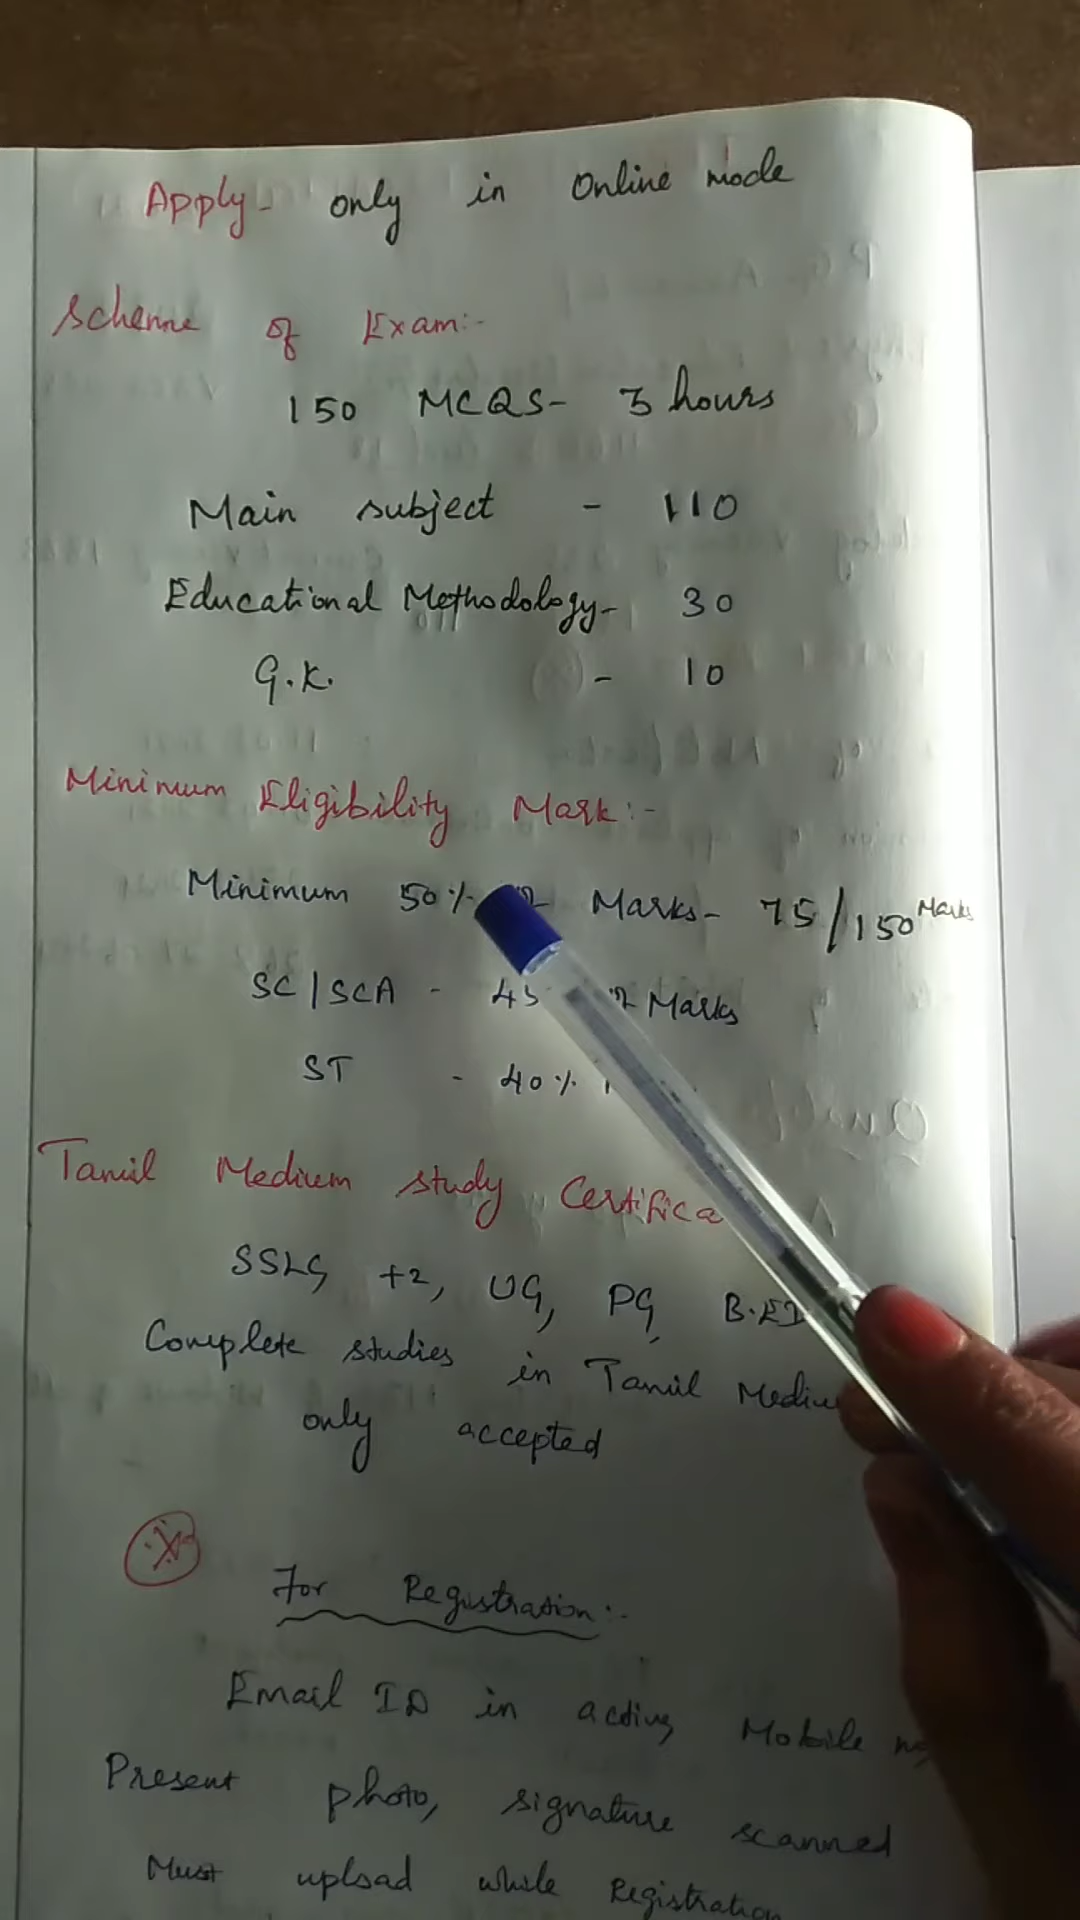 Apply- only in Online mode
Scheme of Exam:-
150 MCQS- 3 hours
Main subject - 110
Educational Methodology- 30
G.K. - 10
Minimum Eligibility Mark:-
Minimum 50% Marks- 75/150 Marks
SC/SCA - 45 Marks
ST - 40%
Tamil Medium study
SSLC, +2, UG, PG, B.ED
Complete studies in Tamil
only accepted
For Registration:-
Email ID in active, Mobile no,
Present photo, signature scanned
Must upload while Registration